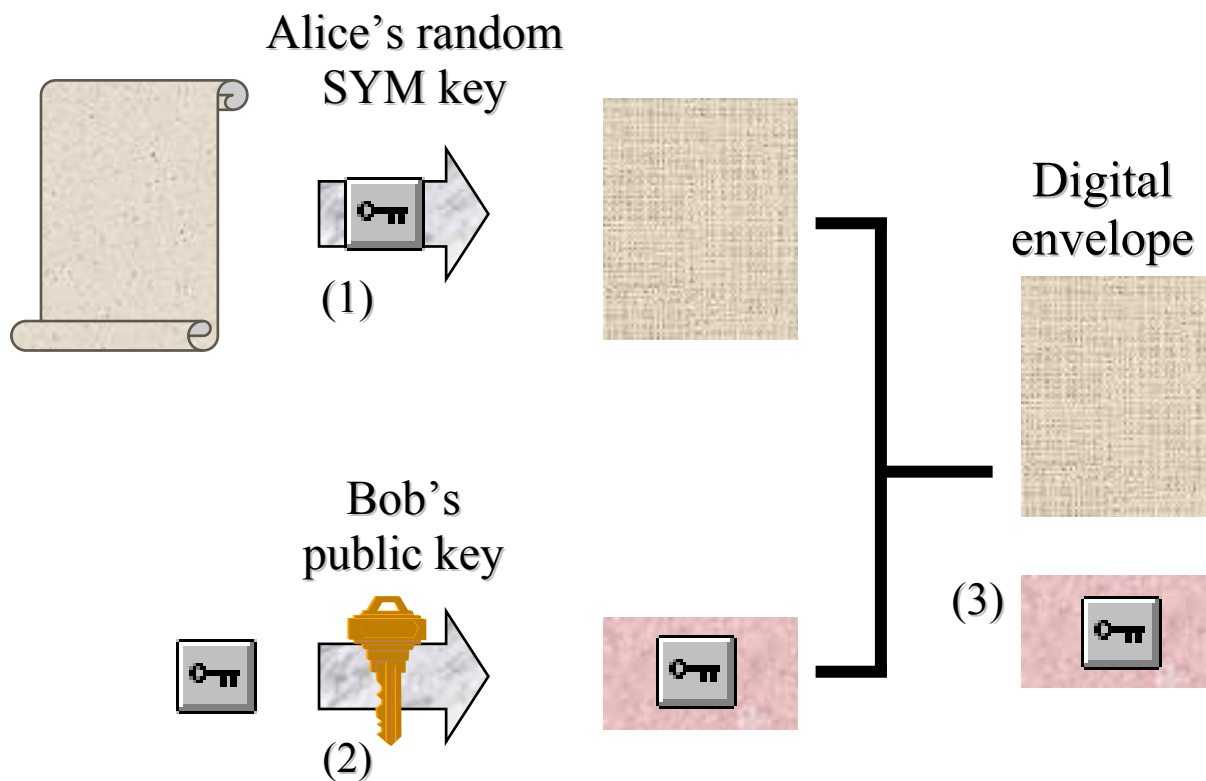 Alice’s random
SYM key
(1)
Digital
envelope
Bob’s
public key
(3)
(2)